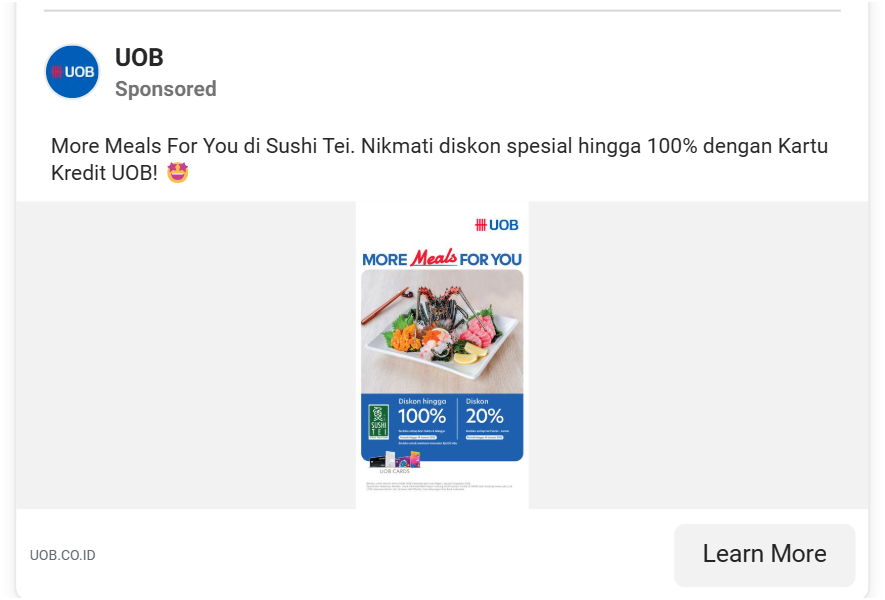 UOB
UOB
Sponsored
More Meals For You di Sushi Tei. Nikmati diskon spesial hingga 100% dengan Kartu
Kredit UOB! 🤩
UOB
MORE Meals FOR YOU
SUSHI
TEI
Diskon hingga
100%
Diskon
20%
UOB CARDS
UOB.CO.ID
Learn More